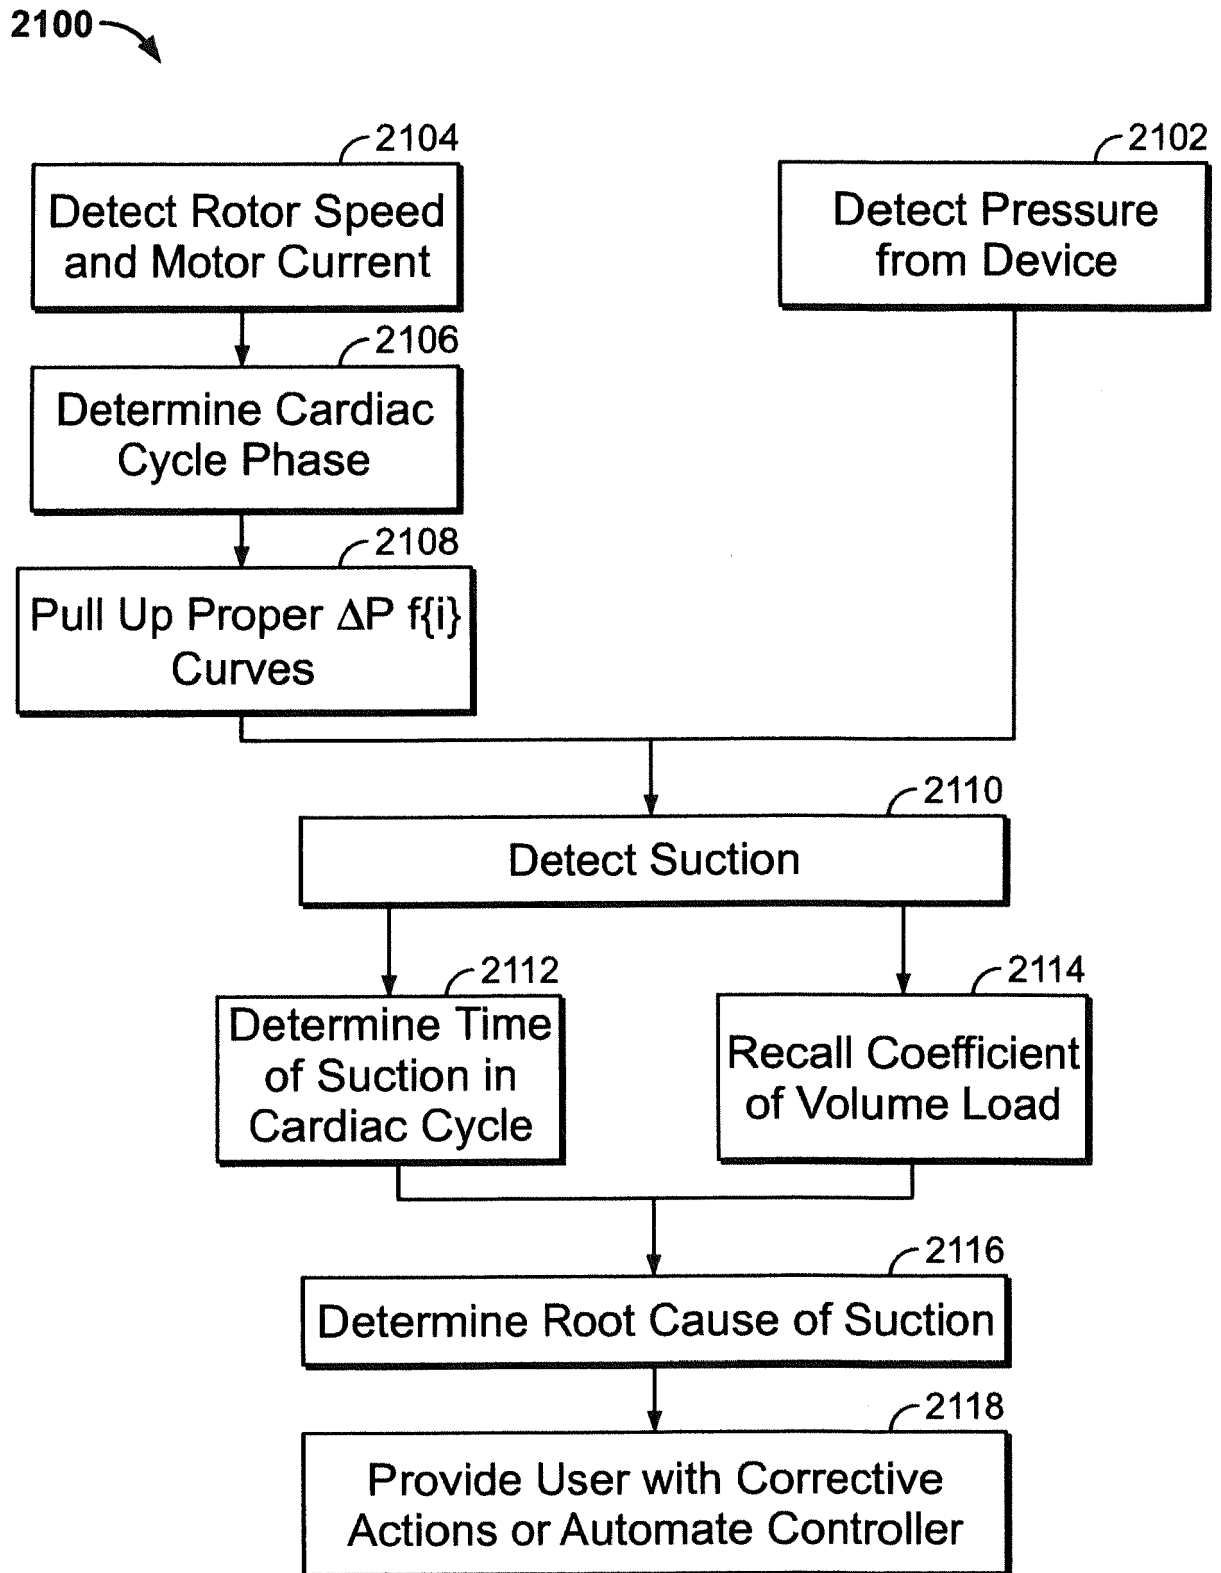 2100
2104
Detect Rotor Speed
and Motor Current
2102
Detect Pressure
from Device
2106
Determine Cardiac
Cycle Phase
2108
Pull Up Proper ΔP f{i}
Curves
2110
Detect Suction
2112
Determine Time
of Suction in
Cardiac Cycle
2114
Recall Coefficient
of Volume Load
2116
Determine Root Cause of Suction
2118
Provide User with Corrective
Actions or Automate Controller